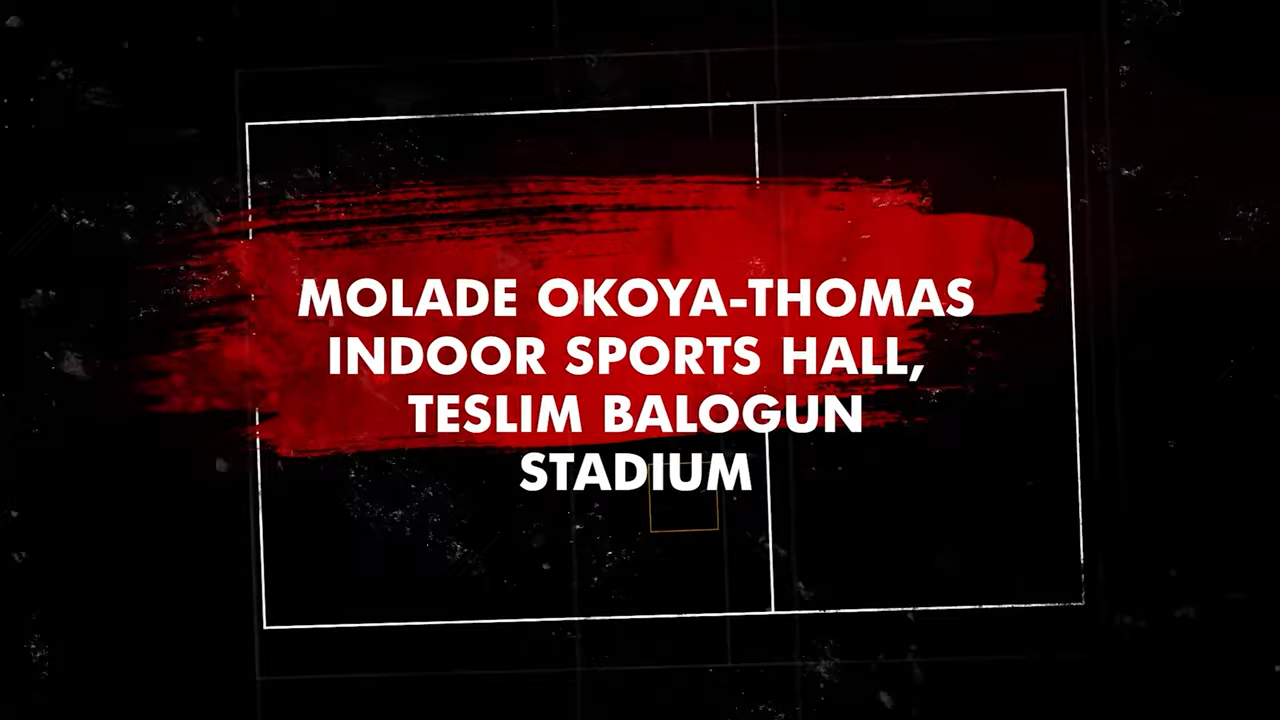 MOLADE OKOYA-THOMAS
INDOOR SPORTS HALL,
TESLIM BALOGUN
STADIUM